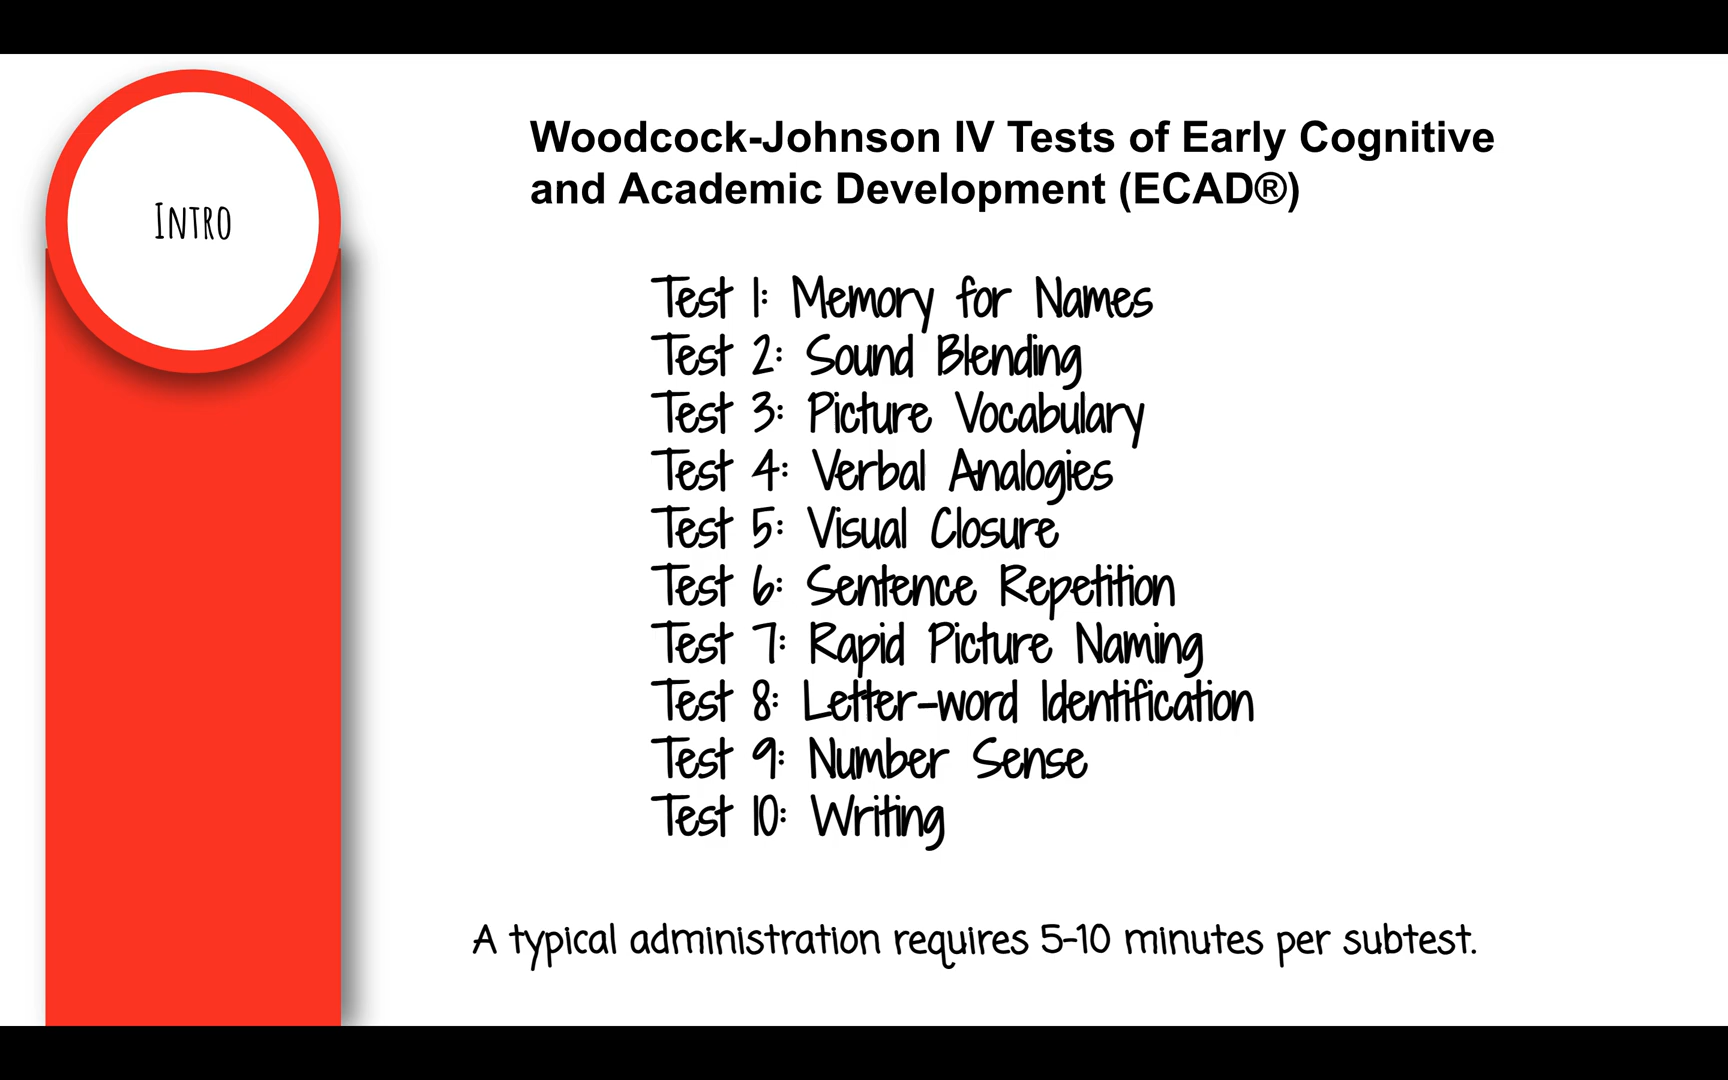 Intro
Woodcock-Johnson IV Tests of Early Cognitive
and Academic Development (ECAD®)
Test 1: Memory for Names
Test 2: Sound Blending
Test 3: Picture Vocabulary
Test 4: Verbal Analogies
Test 5: Visual Closure
Test 6: Sentence Repetition
Test 7: Rapid Picture Naming
Test 8: Letter-word Identification
Test 9: Number Sense
Test 10: Writing
A typical administration requires 5-10 minutes per subtest.